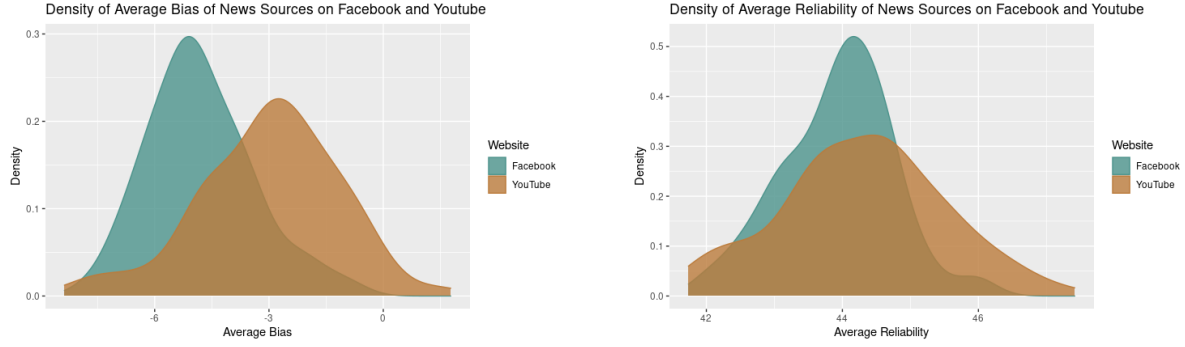 Density of Average Bias of News Sources on Facebook and Youtube
0.3
0.2
0.1
0.0
Density
-6
-3
0
Average Bias
Website
Facebook
YouTube
Density of Average Reliability of News Sources on Facebook and Youtube
0.5
0.4
0.3
0.2
0.1
0.0
Density
42
44
46
Average Reliability
Website
Facebook
YouTube